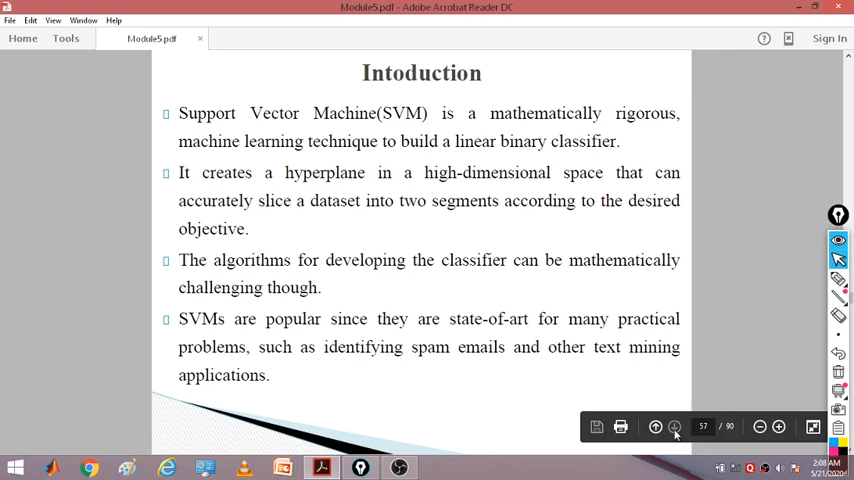 Module5.pdf - Adobe Acrobat Reader DC
File Edit View Window Help
Home Tools Module5.pdf × Sign In
Intoduction
Support Vector Machine(SVM) is a mathematically rigorous,
machine learning technique to build a linear binary classifier.
It creates a hyperplane in a high-dimensional space that can
accurately slice a dataset into two segments according to the desired
objective.
The algorithms for developing the classifier can be mathematically
challenging though.
SVMs are popular since they are state-of-art for many practical
problems, such as identifying spam emails and other text mining
applications.
57 / 90
2:08 AM
5/21/2020